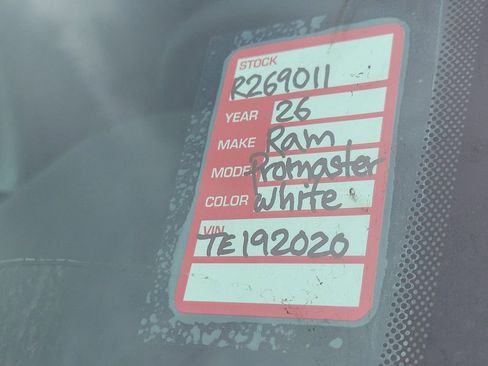 STOCK
R269011
YEAR 26
MAKE Ram
MODEL Promaster
COLOR white
VIN
TE192020